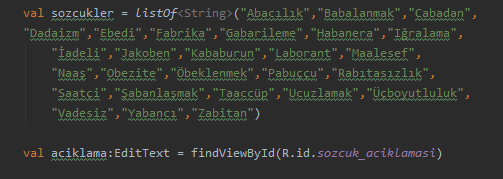 val sozcukler = listOf<String>("Abacılık","Babalanmak","Cabadan",
"Dadaizm","Ebedi","Fabrika","Gabarileme","Habanera","Iğralama",
"İadeli","Jakoben","Kababurun","Laborant","Maalesef",
"Naaş","Obezite","Öbeklenmek","Pabuççu","Rabıtasızlık",
"Saatçi","Şabanlaşmak","Taaccüp","Ucuzlamak","Üçboyutluluk",
"Vadesiz","Yabancı","Zabitan")
val aciklama:EditText = findViewById(R.id.sozcuk_aciklamasi)